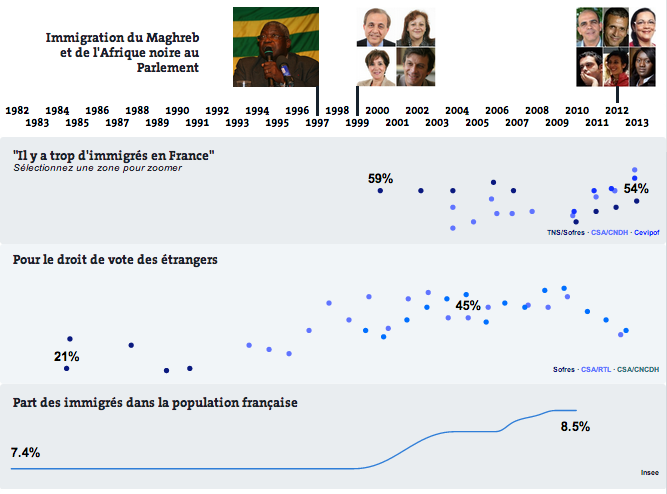 Immigration du Maghreb
et de l'Afrique noire au
Parlement
1982 1984 1986 1988 1990 1992 1994 1996 1998 2000 2002 2004 2006 2008 2010 2012
1983 1985 1987 1989 1991 1993 1995 1997 1999 2001 2003 2005 2007 2009 2011 2013
"Il y a trop d'immigrés en France"
Sélectionnez une zone pour zoomer
59%
54%
TNS/Sofres · CSA/CNDH · Cevipof
Pour le droit de vote des étrangers
45%
21%
Sofres · CSA/RTL · CSA/CNCDH
Part des immigrés dans la population française
8.5%
7.4%
Insee